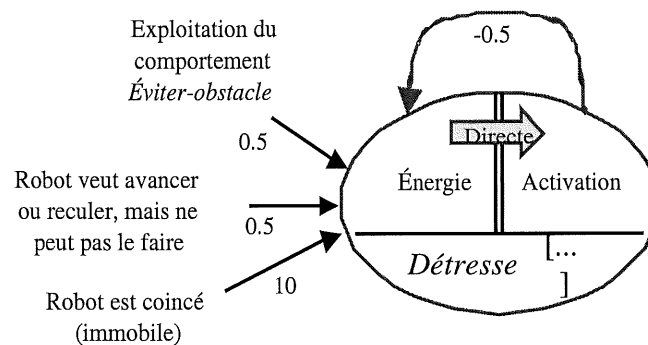 Exploitation du
comportement
Éviter-obstacle
0.5
-0.5
Directe
Énergie
Activation
Robot veut avancer
ou reculer, mais ne
peut pas le faire
0.5
Détresse
[...
]
Robot est coincé
(immobile)
10